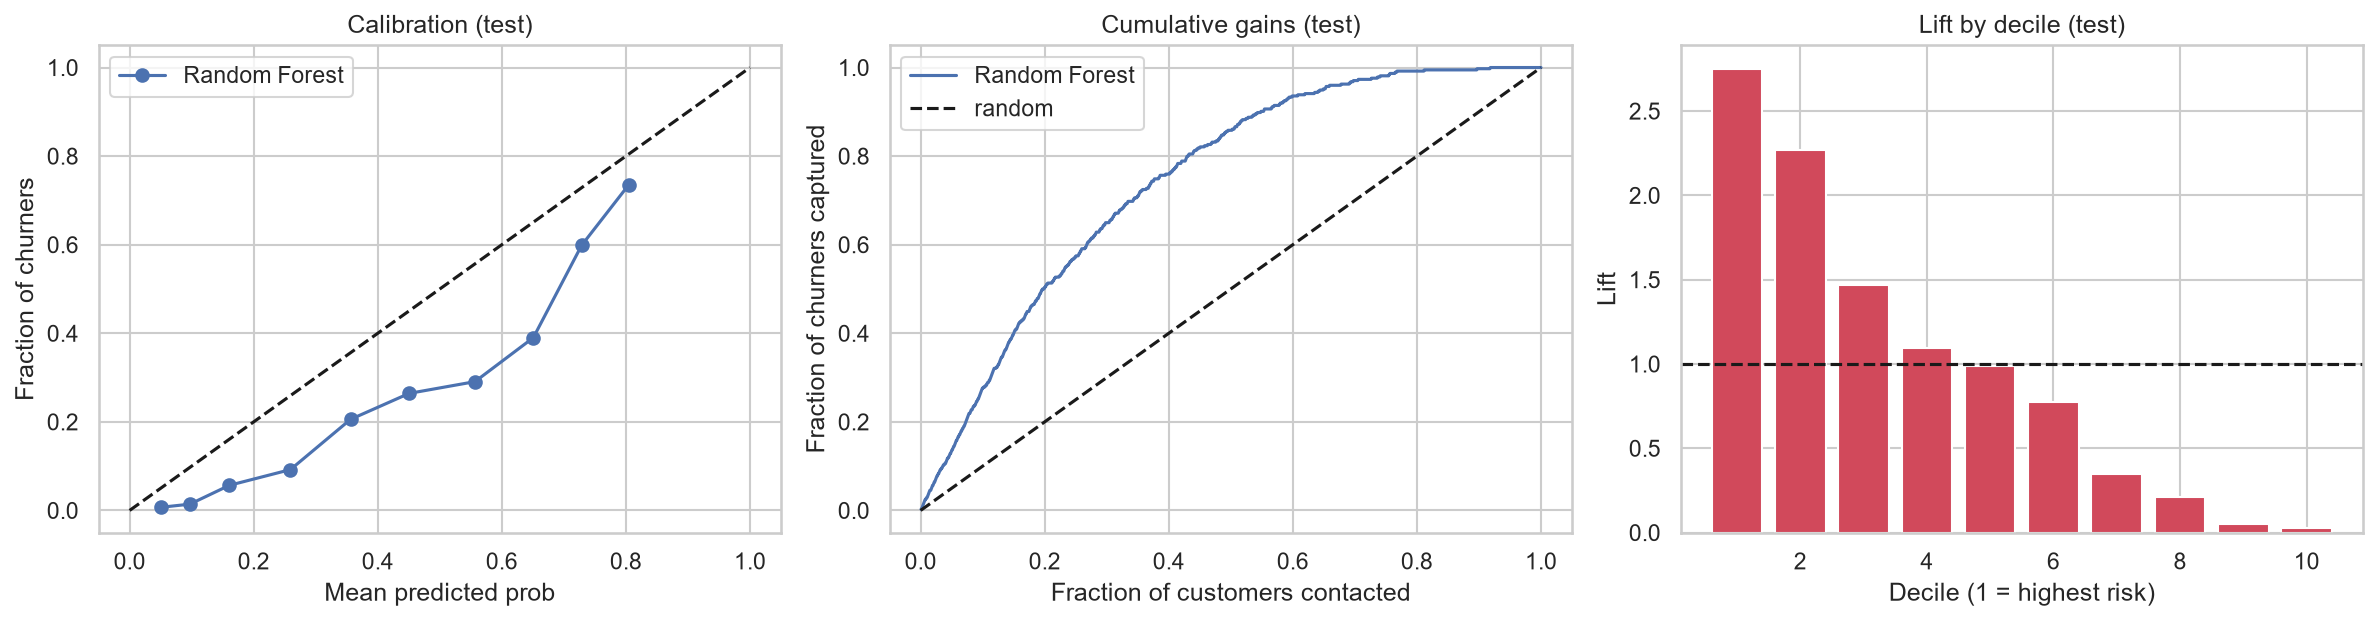 Calibration (test)
Random Forest
1.0
0.8
0.6
0.4
0.2
0.0
Fraction of churners
0.0 0.2 0.4 0.6 0.8 1.0
Mean predicted prob
Cumulative gains (test)
Random Forest
random
1.0
0.8
0.6
0.4
0.2
0.0
Fraction of churners captured
0.0 0.2 0.4 0.6 0.8 1.0
Fraction of customers contacted
Lift by decile (test)
2.5
2.0
1.5
1.0
0.5
0.0
Lift
2 4 6 8 10
Decile (1 = highest risk)